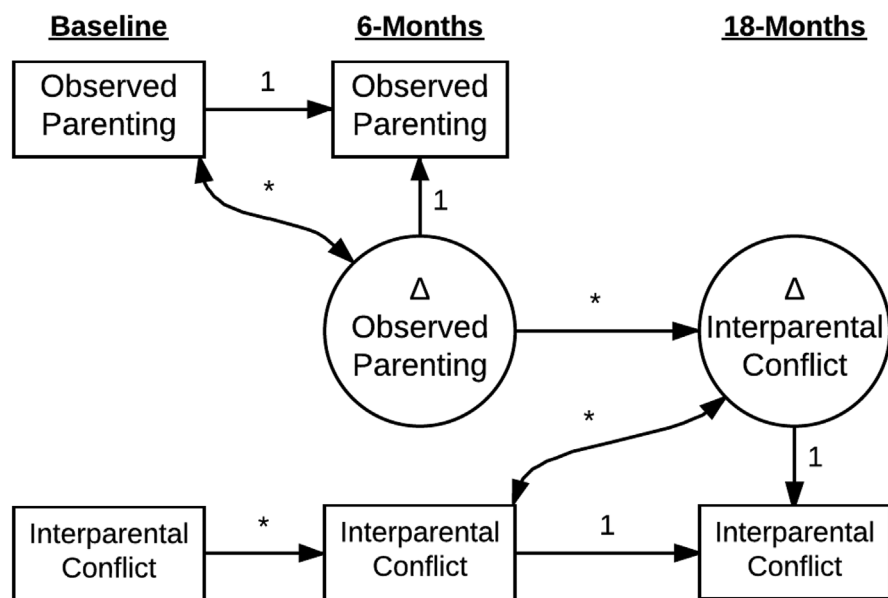 Baseline 6-Months 18-Months
Observed
Parenting
1
Observed
Parenting
*
1
Δ
Observed
Parenting
*
Δ
Interparental
Conflict
*
1
Interparental
Conflict
*
Interparental
Conflict
1
Interparental
Conflict